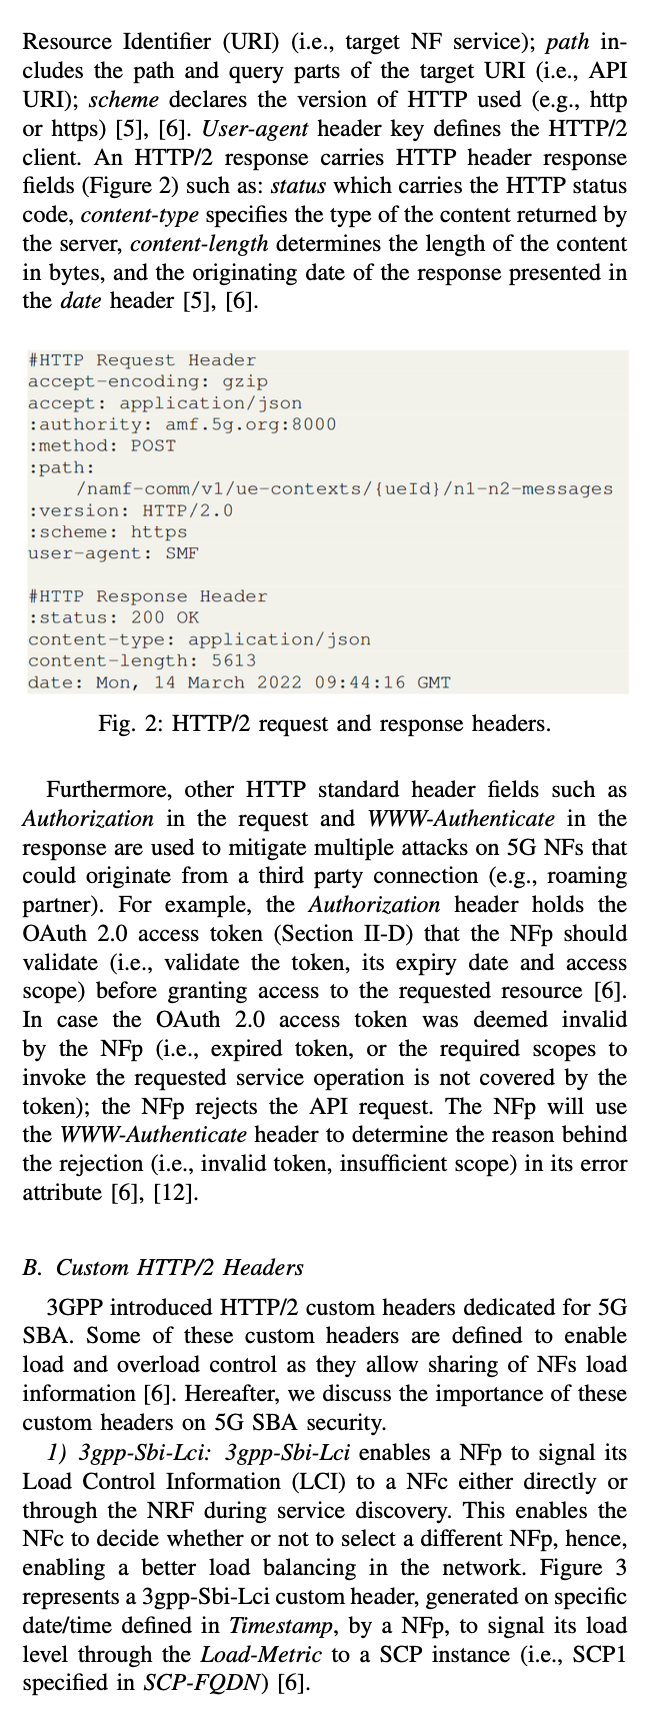 Resource Identifier (URI) (i.e., target NF service); path in-
cludes the path and query parts of the target URI (i.e., API
URI); scheme declares the version of HTTP used (e.g., http
or https) [5], [6]. User-agent header key defines the HTTP/2
client. An HTTP/2 response carries HTTP header response
fields (Figure 2) such as: status which carries the HTTP status
code, content-type specifies the type of the content returned by
the server, content-length determines the length of the content
in bytes, and the originating date of the response presented in
the date header [5], [6].
#HTTP Request Header
accept-encoding: gzip
accept: application/json
:authority: amf.5g.org:8000
:method: POST
:path:
/namf-comm/v1/ue-contexts/{ueId}/n1-n2-messages
:version: HTTP/2.0
:scheme: https
user-agent: SMF
#HTTP Response Header
:status: 200 OK
content-type: application/json
content-length: 5613
date: Mon, 14 March 2022 09:44:16 GMT
Fig. 2: HTTP/2 request and response headers.
Furthermore, other HTTP standard header fields such as
Authorization in the request and WWW-Authenticate in the
response are used to mitigate multiple attacks on 5G NFs that
could originate from a third party connection (e.g., roaming
partner). For example, the Authorization header holds the
OAuth 2.0 access token (Section II-D) that the NFp should
validate (i.e., validate the token, its expiry date and access
scope) before granting access to the requested resource [6].
In case the OAuth 2.0 access token was deemed invalid
by the NFp (i.e., expired token, or the required scopes to
invoke the requested service operation is not covered by the
token); the NFp rejects the API request. The NFp will use
the WWW-Authenticate header to determine the reason behind
the rejection (i.e., invalid token, insufficient scope) in its error
attribute [6], [12].
B. Custom HTTP/2 Headers
3GPP introduced HTTP/2 custom headers dedicated for 5G
SBA. Some of these custom headers are defined to enable
load and overload control as they allow sharing of NFs load
information [6]. Hereafter, we discuss the importance of these
custom headers on 5G SBA security.
1) 3gpp-Sbi-Lci: 3gpp-Sbi-Lci enables a NFp to signal its
Load Control Information (LCI) to a NFc either directly or
through the NRF during service discovery. This enables the
NFc to decide whether or not to select a different NFp, hence,
enabling a better load balancing in the network. Figure 3
represents a 3gpp-Sbi-Lci custom header, generated on specific
date/time defined in Timestamp, by a NFp, to signal its load
level through the Load-Metric to a SCP instance (i.e., SCP1
specified in SCP-FQDN) [6].